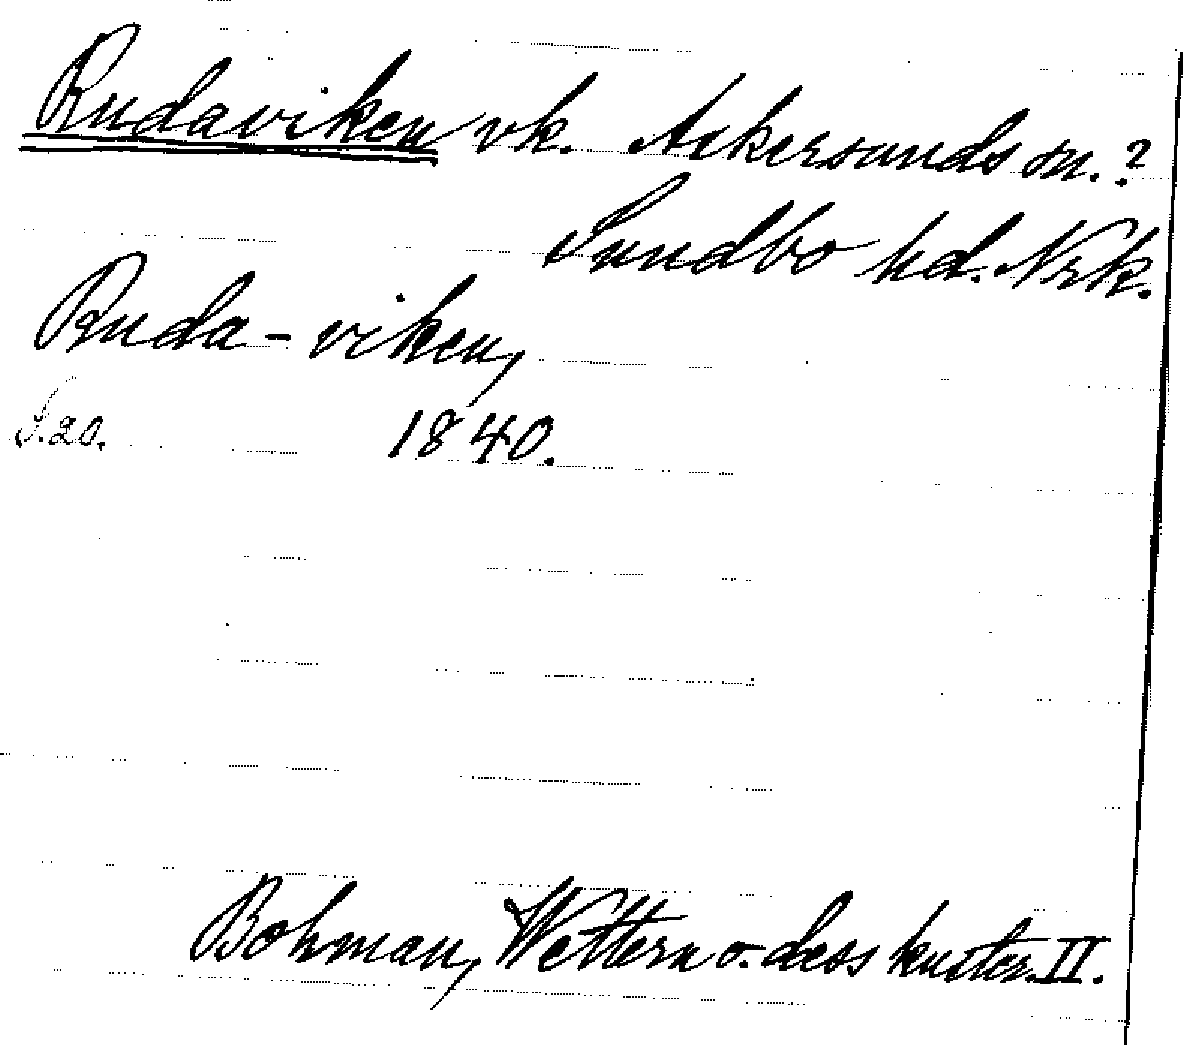 Rudaviken vk. Askersunds sn.?
Sundbo hd. Nrk.
Ruda-viken,
S.20. 1840.
Bohman, Wettern o. dess kuster. II.